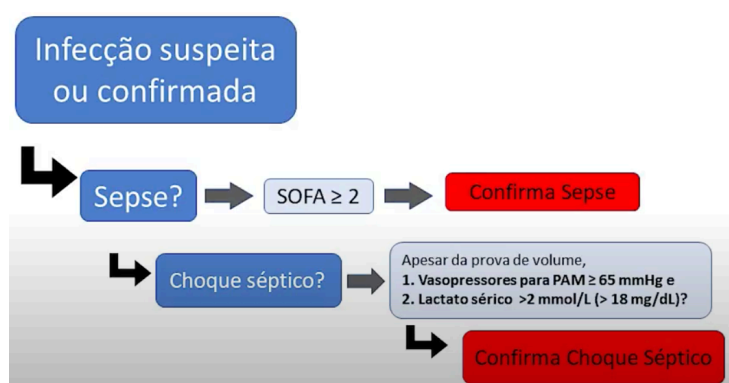 Infecção suspeita
ou confirmada
Sepse?
SOFA ≥ 2
Confirma Sepse
Choque séptico?
Apesar da prova de volume,
1. Vasopressores para PAM ≥ 65 mmHg e
2. Lactato sérico >2 mmol/L (> 18 mg/dL)?
Confirma Choque Séptico